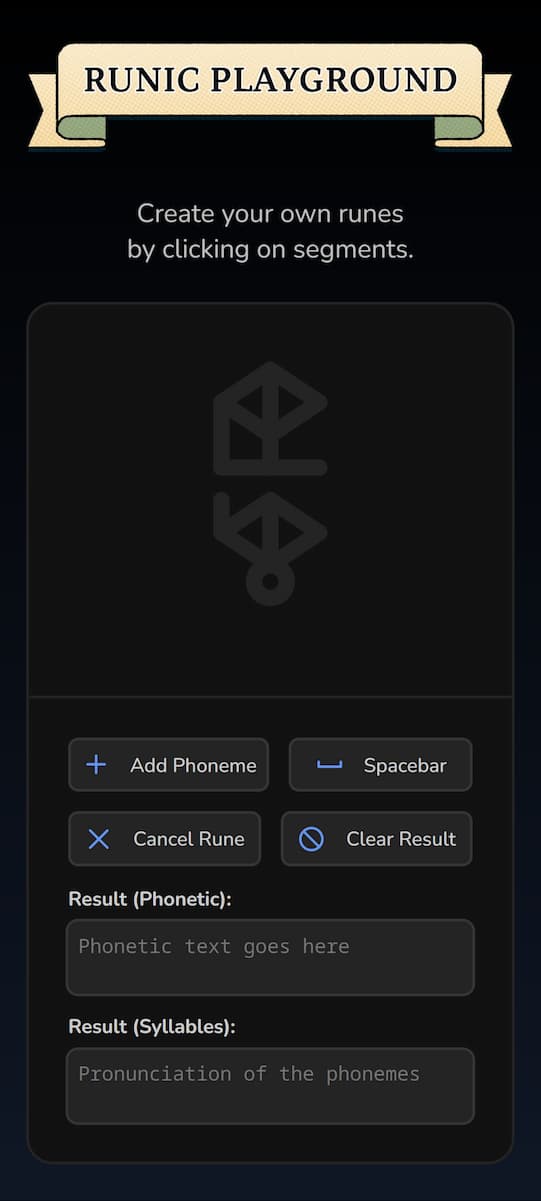 RUNIC PLAYGROUND
Create your own runes
by clicking on segments.
Add Phoneme
Spacebar
Cancel Rune
Clear Result
Result (Phonetic):
Phonetic text goes here
Result (Syllables):
Pronunciation of the phonemes